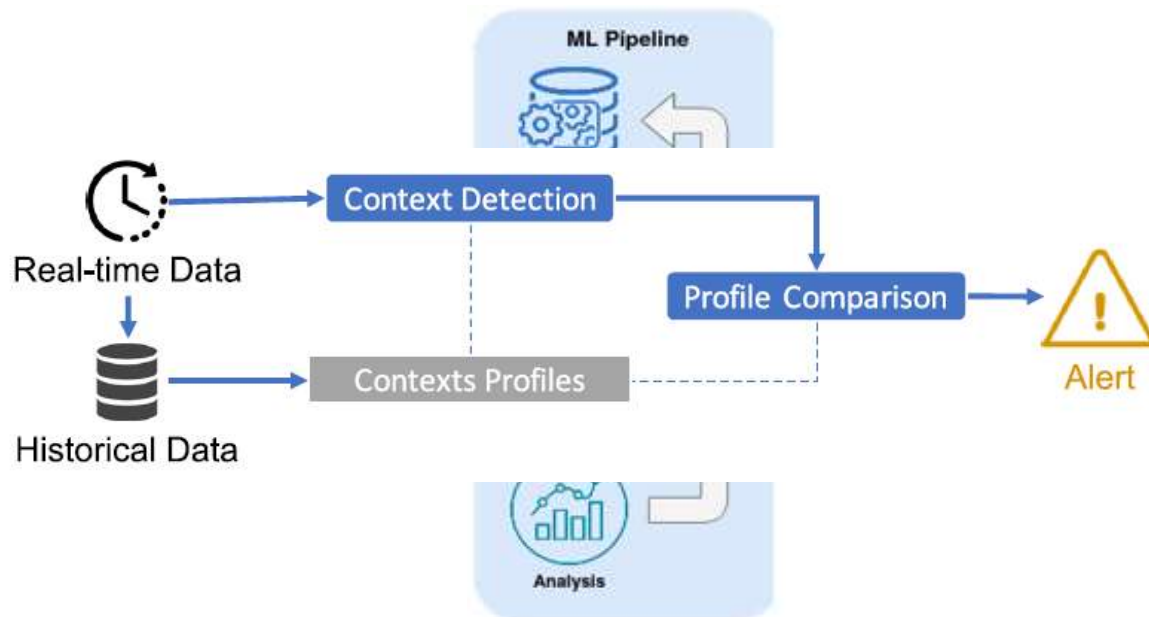 ML Pipeline
Context Detection
Real-time Data
Profile Comparison
Contexts Profiles
Alert
Historical Data
Analysis